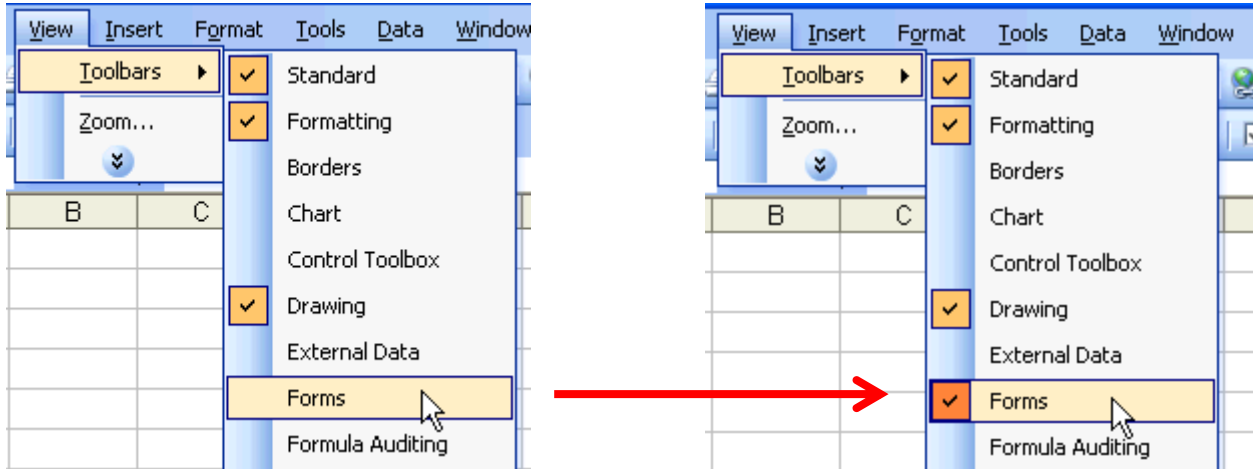 View Insert Format Tools Data Window
Toolbars
Zoom...
Standard
Formatting
Borders
Chart
Control Toolbox
Drawing
External Data
Forms
Formula Auditing
B C
View Insert Format Tools Data Window
Toolbars
Zoom...
Standard
Formatting
Borders
Chart
Control Toolbox
Drawing
External Data
Forms
Formula Auditing
B C